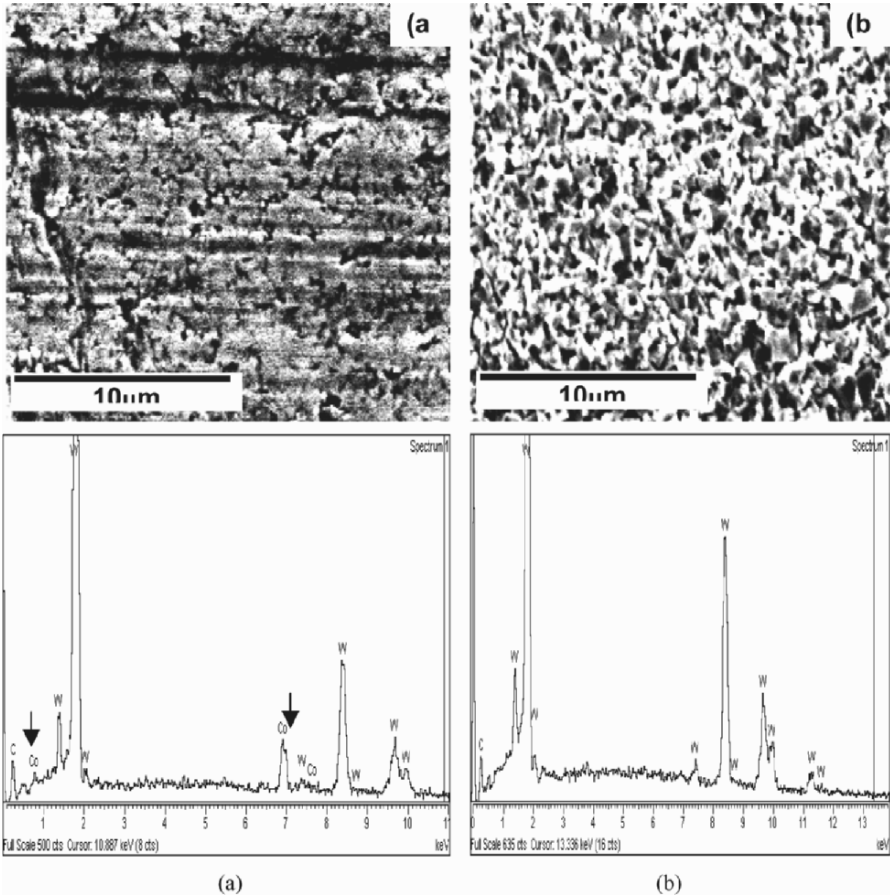 (a
(b)
10µm
10µm
Spectrum 1
W
W
W
C
Co
W
Co
W
Co
W
W
W
1 2 3 4 5 6 7 8 9 10 11
Full Scale 500 cts Cursor: 10.887 keV (8 cts) keV
Spectrum 1
W
W
W
C
W
W
W
W
W
W
W
0 1 2 3 4 5 6 7 8 9 10 11 12 13
Full Scale 635 cts Cursor: 13.336 keV (16 cts) keV
(a)
(b)